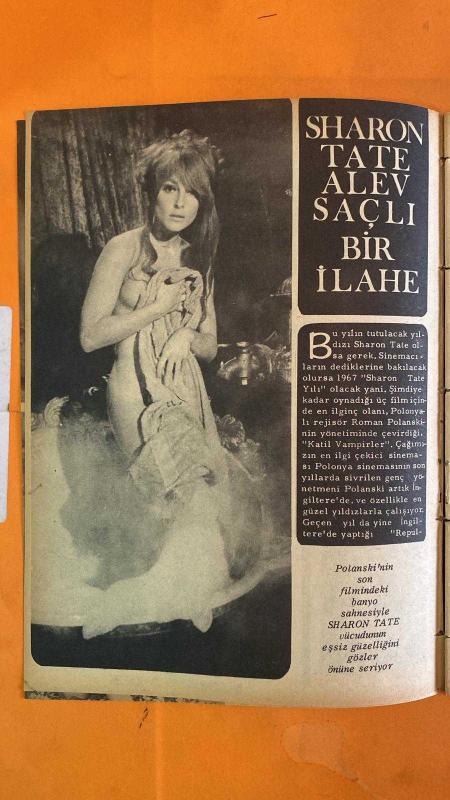 SHARON
TATE
ALEV
SAÇLI
BİR
İLAHE
Bu yılın tutulacak yıl-
dızı Sharon Tate ol-
sa gerek. Sinemacı-
ların dediklerine bakılacak
olursa 1967 "Sharon Tate
Yılı" olacak yani. Şimdiye
kadar oynadığı üç film için-
de en ilginç olanı, Polonya-
lı rejisör Roman Polanski-
nin yönetiminde çevirdiği,
"Katil Vampirler". Çağımı-
zın en ilgi çekici sinema-
sı Polonya sinemasının son
yıllarda sivrilen genç yö-
netmeni Polanski artık İn-
giltere'de, ve özellikle en
güzel yıldızlarla çalışıyor.
Geçen yıl da yine İngil-
tere'de yaptığı "Repul-
Polanski'nin
son
filmindeki
banyo
sahnesiyle
SHARON TATE
vücudunun
eşsiz güzelliğini
gözler
önüne seriyor